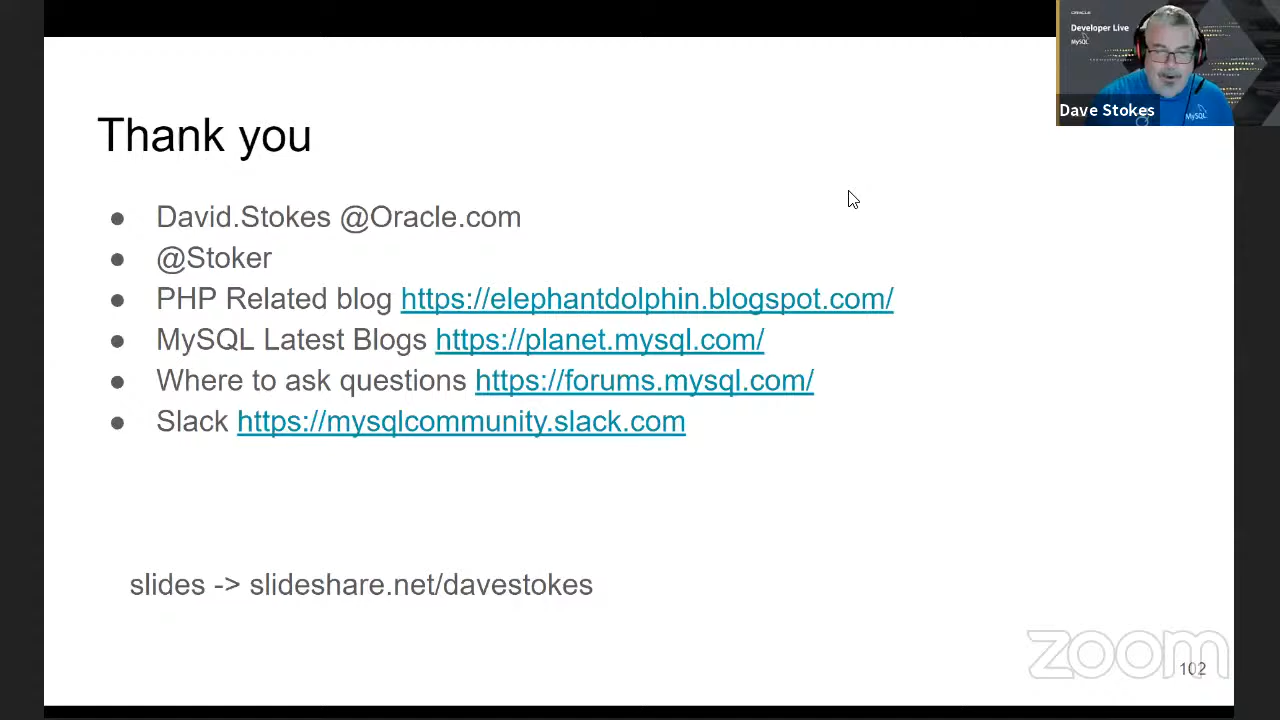 ORACLE
Developer Live
MySQL
MySQL
Dave Stokes
Thank you
David.Stokes @Oracle.com
@Stoker
PHP Related blog https://elephantdolphin.blogspot.com/
MySQL Latest Blogs https://planet.mysql.com/
Where to ask questions https://forums.mysql.com/
Slack https://mysqlcommunity.slack.com
slides -> slideshare.net/davestokes
zoom
102